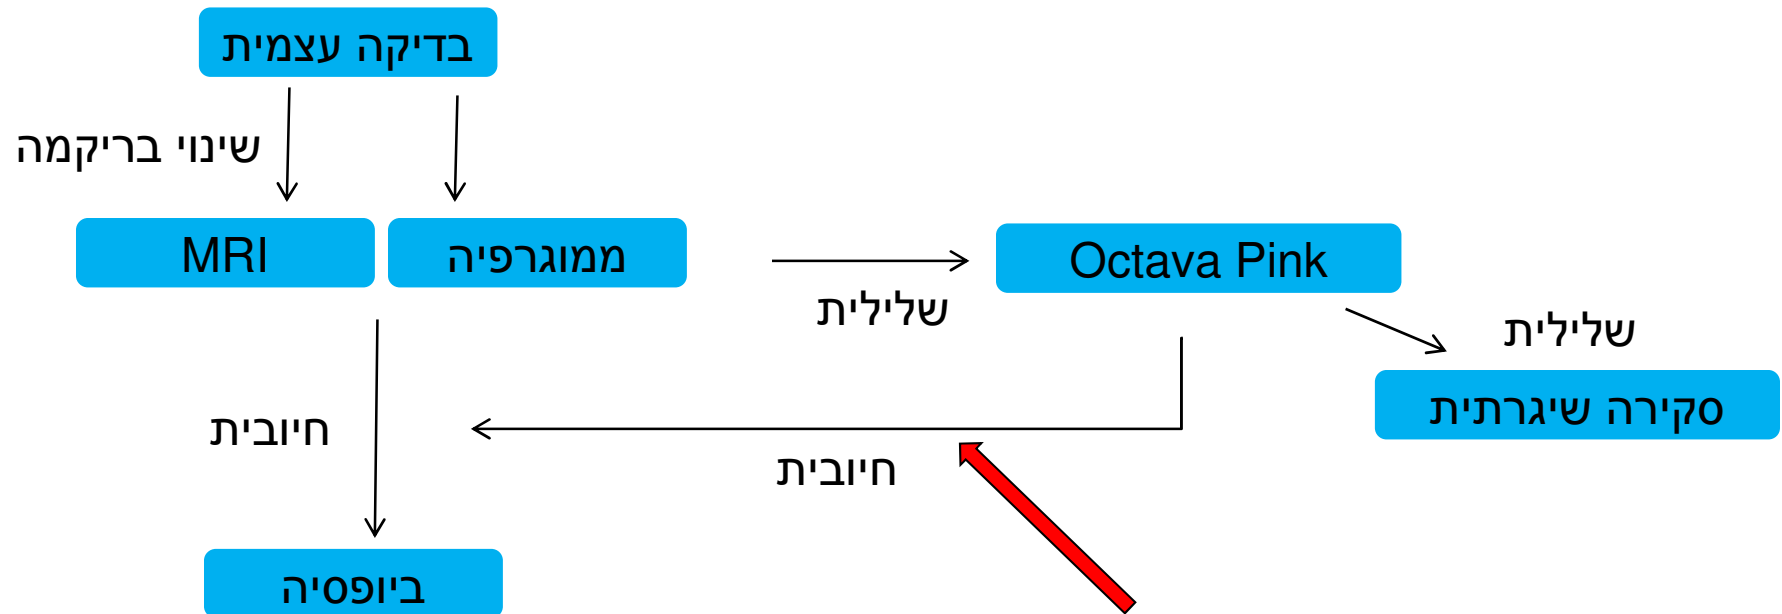 בדיקה עצמית
שינוי בריקמה
MRI
ממוגרפיה
Octava Pink
שלילית
שלילית
סקירה שיגרתית
חיובית
חיובית
ביופסיה